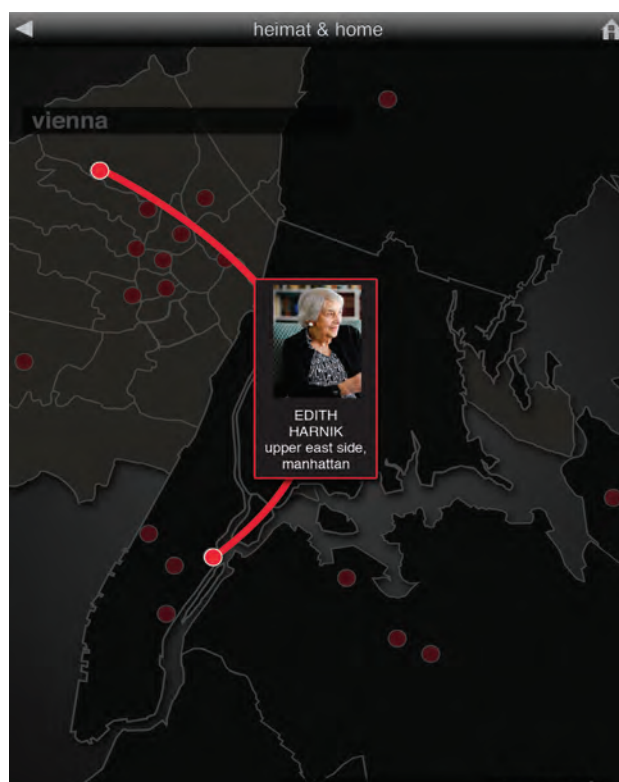 heimat & home
vienna
EDITH
HARNIK
upper east side,
manhattan